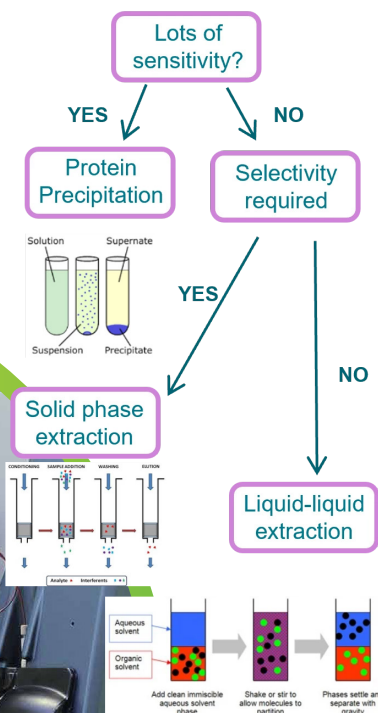 Lots of
sensitivity?
YES
NO
Protein
Precipitation
Selectivity
required
Solution
Supernate
Suspension
Precipitate
YES
NO
Solid phase
extraction
CONDITIONING
SAMPLE ADDITION
WASHING
ELUTION
Analyte
Interferents
Liquid-liquid
extraction
Aqueous
solvent
Organic
solvent
Add clean immiscible
aqueous solvent
phase
Shake or stir to
allow molecules to
partition
Phases settle an
separate with
gravity